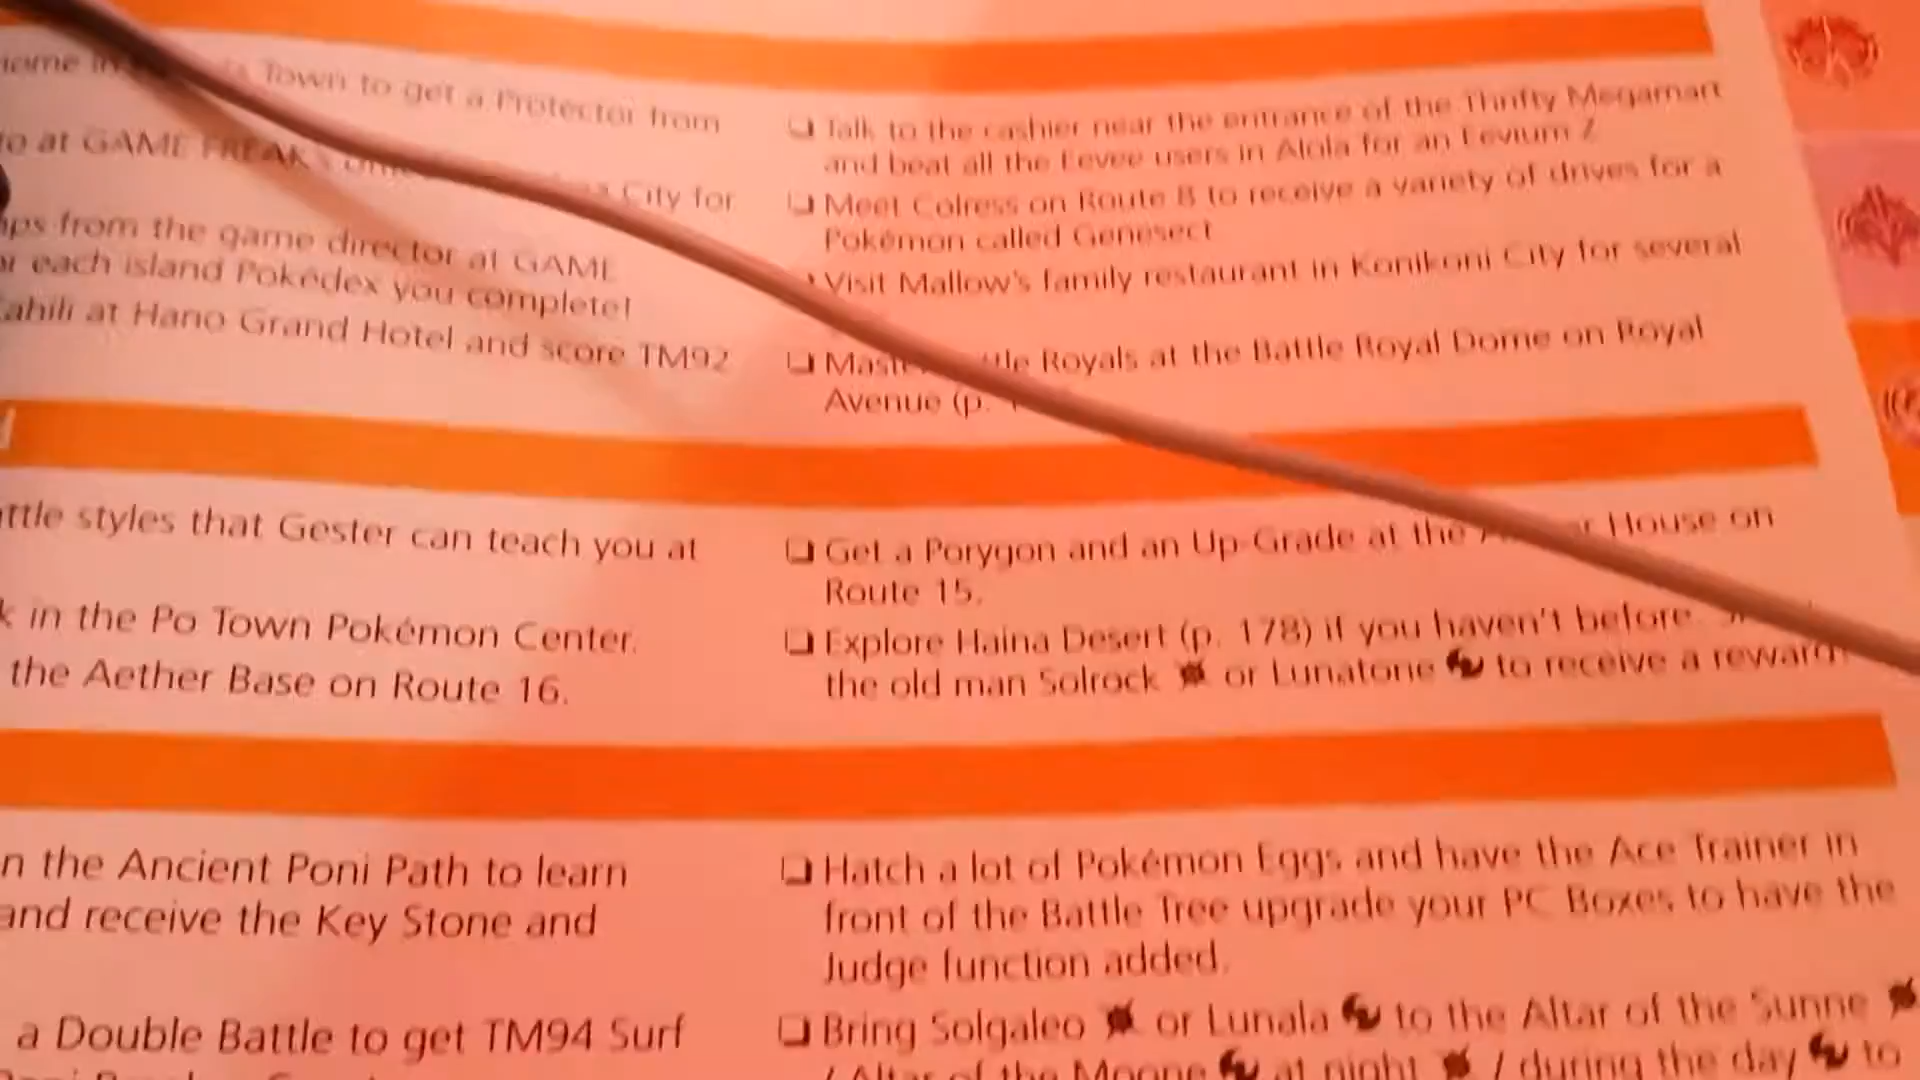 Town to get a Protector from
o at GAME FREAK's
City for
ps from the game director at GAME
each island Pokédex you complete!
ahili at Hano Grand Hotel and score TM92
❏ Talk to the cashier near the entrance of the Thrifty Megamart
and beat all the Eevee users in Alola for an Eevium Z
❏ Meet Colress on Route 8 to receive a variety of drives for a
Pokémon called Genesect
Visit Mallow's family restaurant in Konikoni City for several
❏ Mast ttle Royals at the Battle Royal Dome on Royal
Avenue (p.
ttle styles that Gester can teach you at
k in the Po Town Pokémon Center.
the Aether Base on Route 16.
❏ Get a Porygon and an Up-Grade at the House on
Route 15.
❏ Explore Haina Desert (p. 178) if you haven't before.
the old man Solrock or Lunatone to receive a reward
n the Ancient Poni Path to learn
and receive the Key Stone and
a Double Battle to get TM94 Surf
❏ Hatch a lot of Pokémon Eggs and have the Ace Trainer in
front of the Battle Tree upgrade your PC Boxes to have the
Judge function added.
❏ Bring Solgaleo or Lunala to the Altar of the Sunne
/ Altar of the Moone at night / during the day to